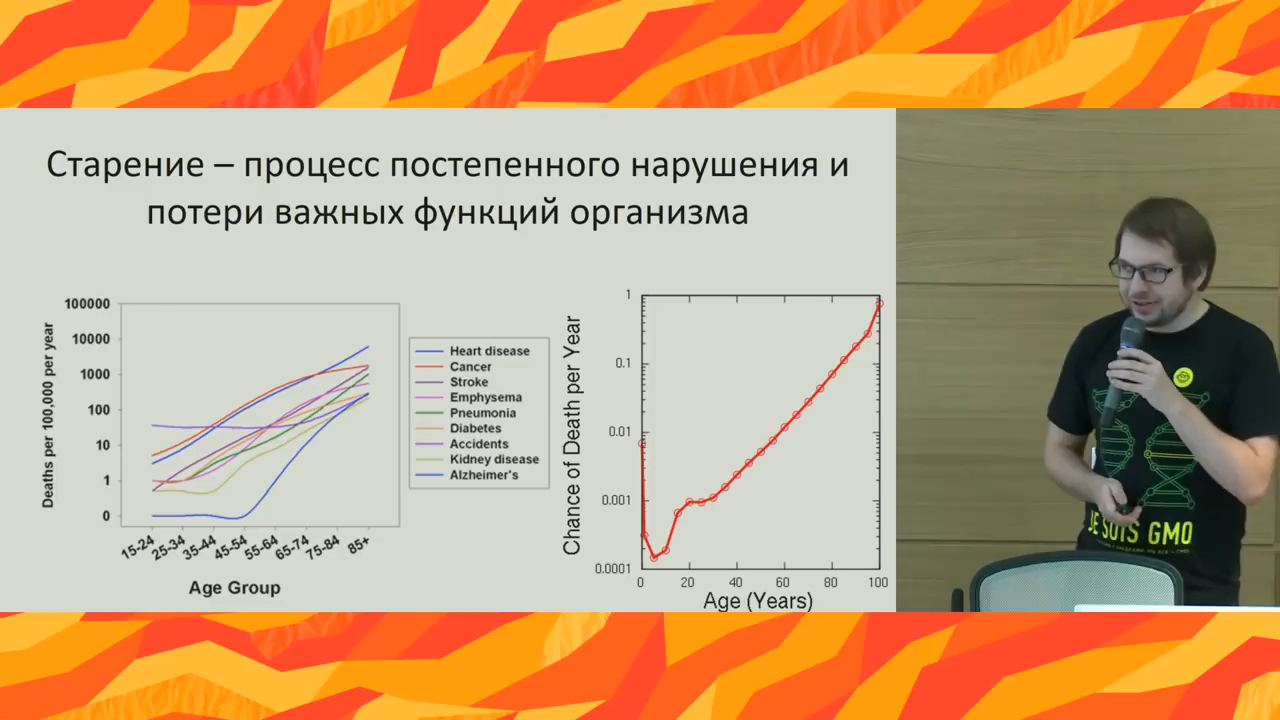 Старение – процесс постепенного нарушения и
потери важных функций организма
Deaths per 100,000 per year
100000
10000
1000
100
10
1
0
15-24
25-34
35-44
45-54
55-64
65-74
75-84
85+
Age Group
Heart disease
Cancer
Stroke
Emphysema
Pneumonia
Diabetes
Accidents
Kidney disease
Alzheimer's
Chance of Death per Year
1
0.1
0.01
0.001
0.0001
0
20
40
60
80
100
Age (Years)
JE SUIS GMO